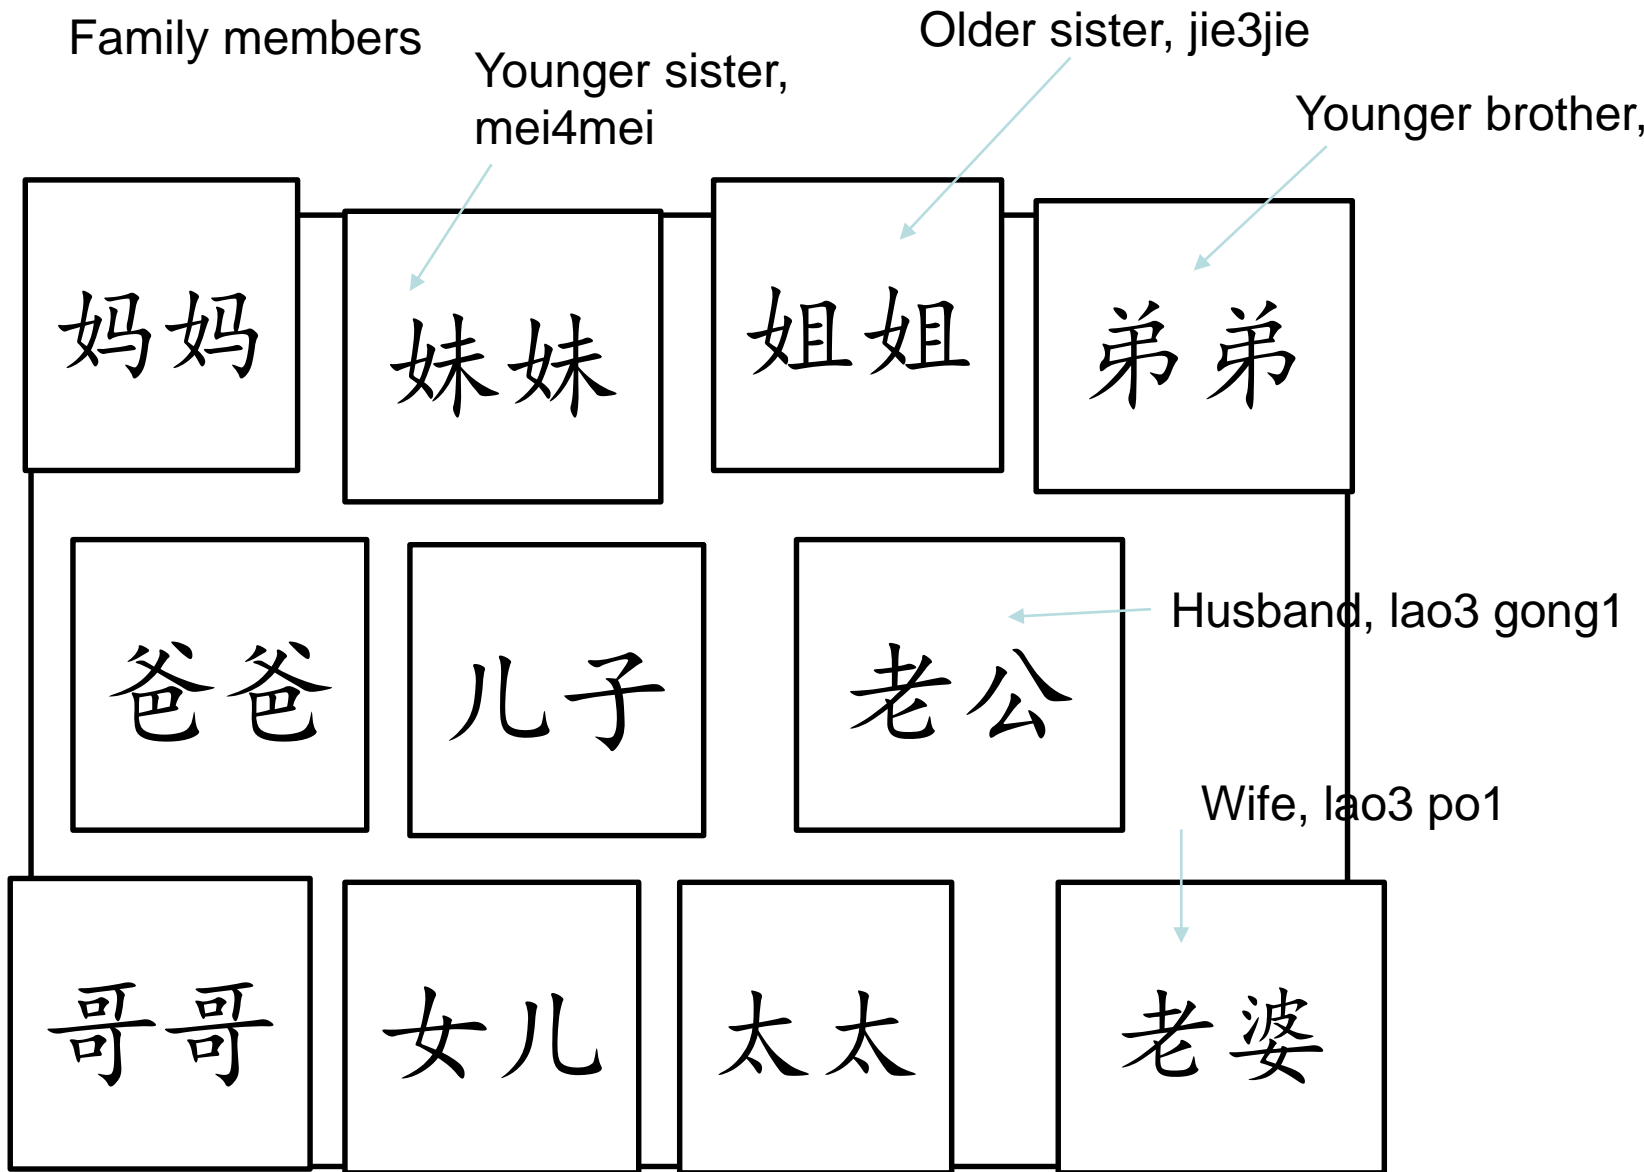 Family members
Older sister, jie3jie
Younger sister,
mei4mei
Younger brother,
妈妈
妹妹
姐姐
弟弟
爸爸
儿子
老公
Husband, lao3 gong1
Wife, lao3 po1
哥哥
女儿
太太
老婆